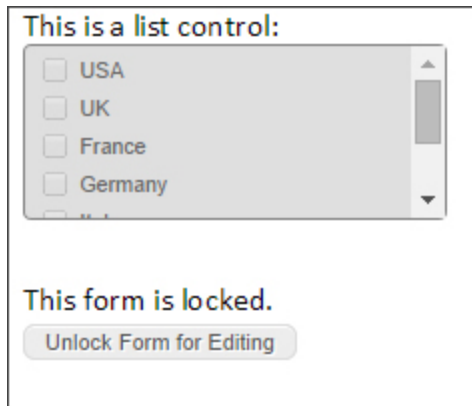 This is a list control:
USA
UK
France
Germany
This form is locked.
Unlock Form for Editing